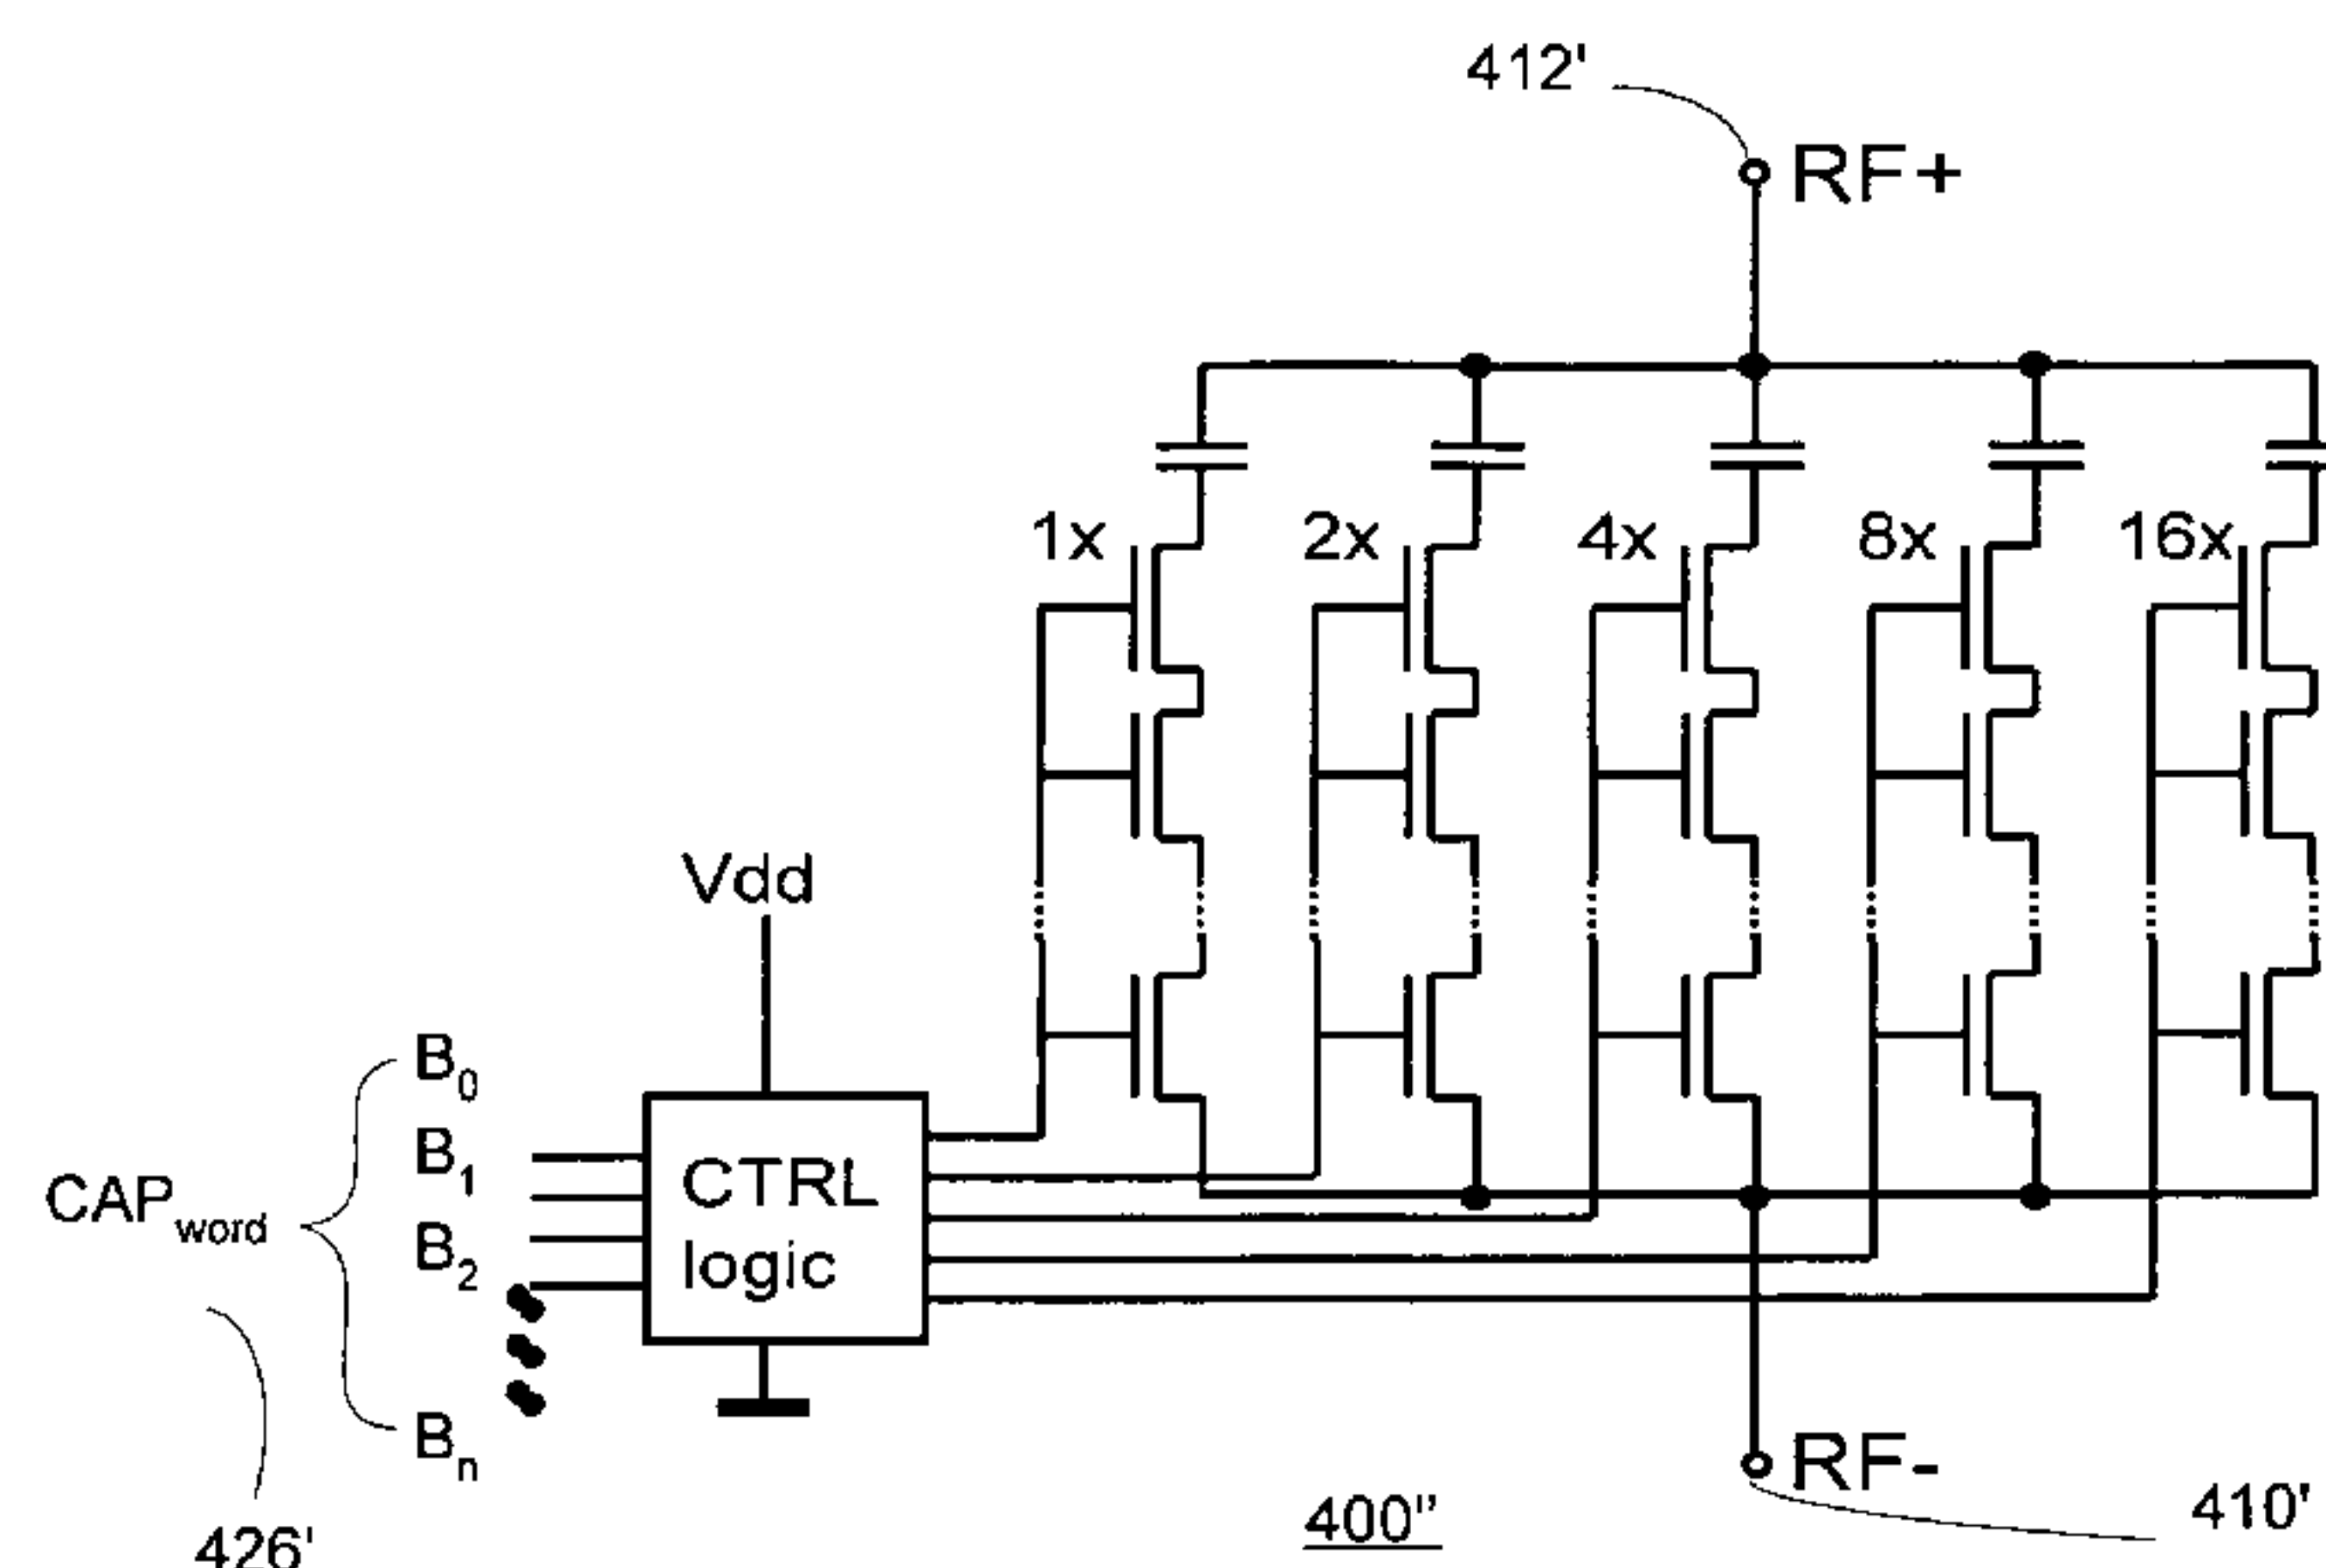 412'
RF+
1x 2x 4x 8x 16x
Vdd
B0
B1
CAPword
B2
CTRL
logic
Bn
RF-
400"
410'
426'